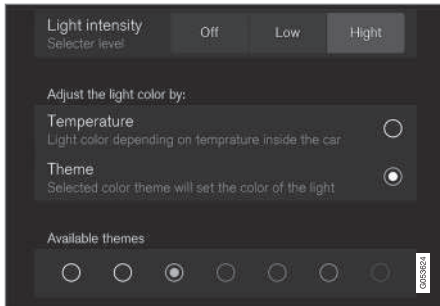 Light intensity
Selecter level
Off Low Hight
Adjust the light color by:
Temperature
Light color depending on temprature inside the car
Theme
Selected color theme will set the color of the light
Available themes
G053624